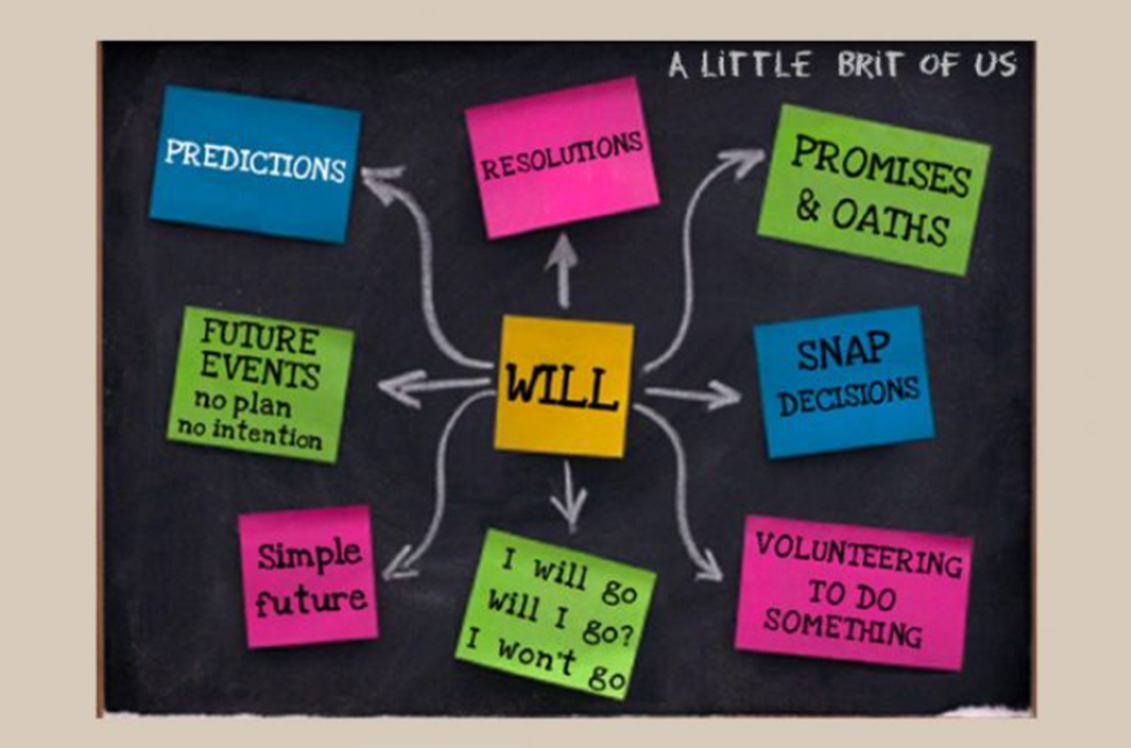 A LiTTLE BRiT OF US
PREDICTIONS
RESOLUTIONS
PROMISES
& OATHS
FUTURE
EVENTS
no plan
no intention
WILL
SNAP
DECISIONS
Simple
future
I will go
will I go?
I won't go
VOLUNTEERING
TO DO
SOMETHING